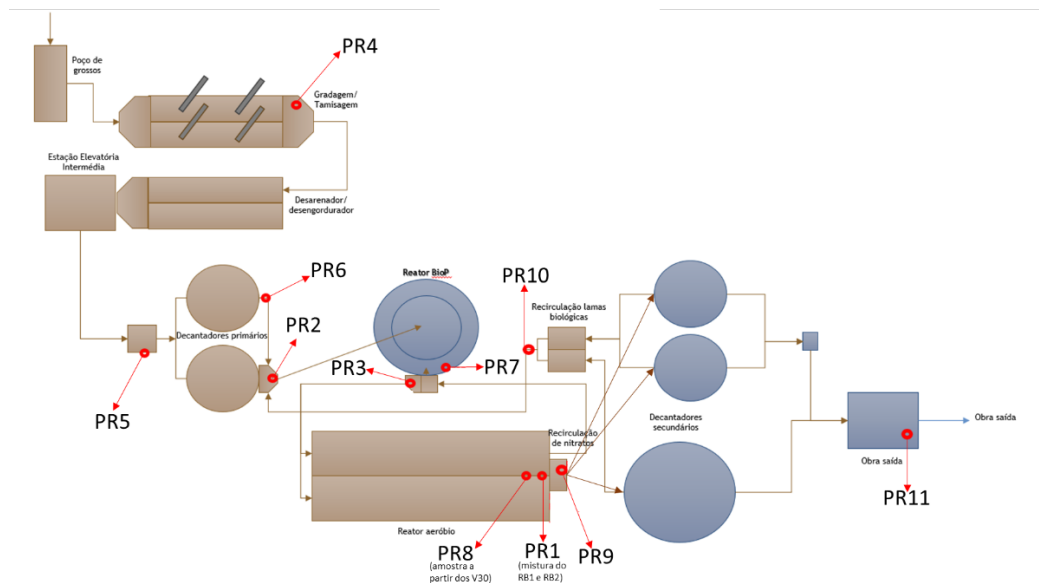 Poço de
grossos
PR4
Gradagem/
Tamisagem
Estação Elevatória
Intermédia
Desarenador/
desengordurador
PR6
Reator BioP
PR10
Recirculação lamas
biológicas
Decantadores primários
PR2
PR3
PR7
PR5
Decantadores
secundários
Recirculação
de nitratos
Obra saída
Obra saída
PR11
Reator aeróbio
PR8
(amostra a
partir dos V30)
PR1
(mistura do
RB1 e RB2)
PR9